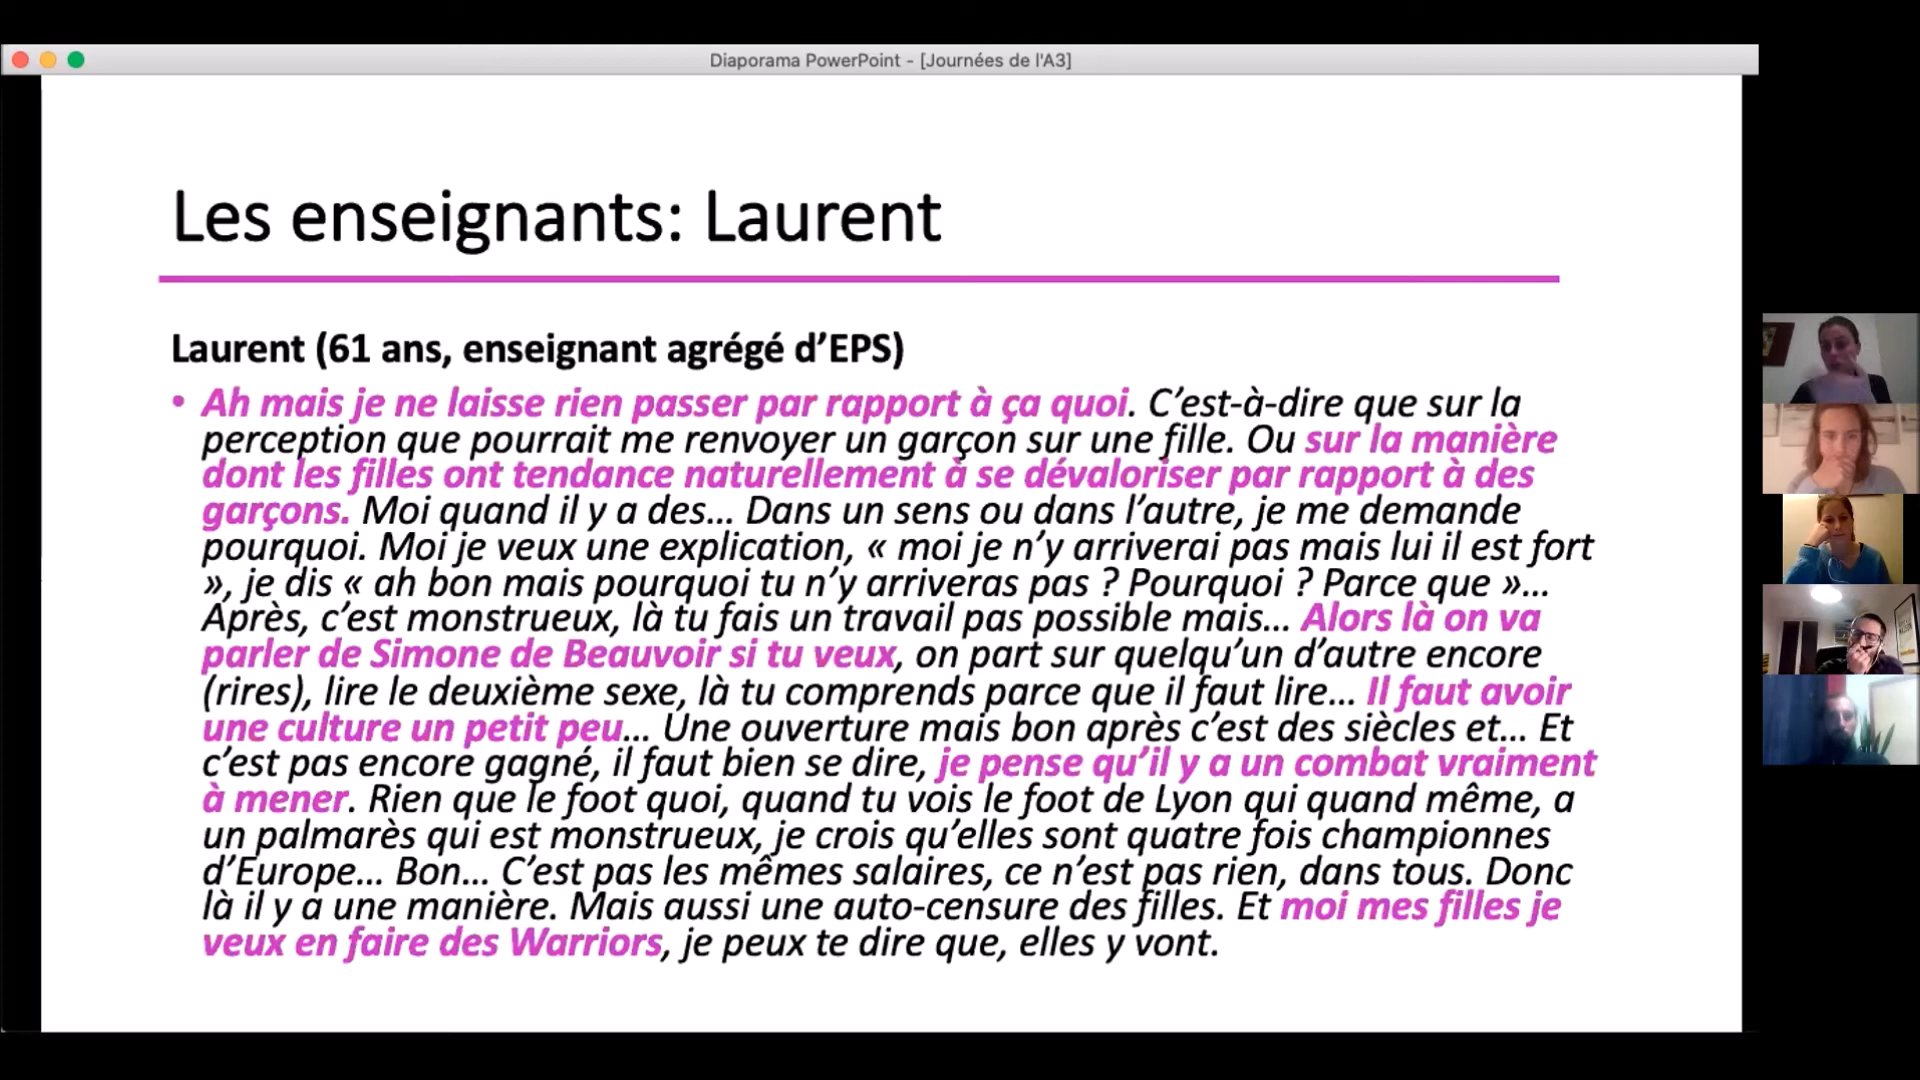 Diaporama PowerPoint - [Journées de l'A3]
Les enseignants: Laurent
Laurent (61 ans, enseignant agrégé d’EPS)
• Ah mais je ne laisse rien passer par rapport à ça quoi. C’est-à-dire que sur la
perception que pourrait me renvoyer un garçon sur une fille. Ou sur la manière
dont les filles ont tendance naturellement à se dévaloriser par rapport à des
garçons. Moi quand il y a des... Dans un sens ou dans l’autre, je me demande
pourquoi. Moi je veux une explication, « moi je n’y arriverai pas mais lui il est fort
», je dis « ah bon mais pourquoi tu n’y arriveras pas ? Pourquoi ? Parce que »...
Après, c’est monstrueux, là tu fais un travail pas possible mais... Alors là on va
parler de Simone de Beauvoir si tu veux, on part sur quelqu’un d’autre encore
(rires), lire le deuxième sexe, là tu comprends parce que il faut lire... Il faut avoir
une culture un petit peu... Une ouverture mais bon après c’est des siècles et... Et
c’est pas encore gagné, il faut bien se dire, je pense qu’il y a un combat vraiment
à mener. Rien que le foot quoi, quand tu vois le foot de Lyon qui quand même, a
un palmarès qui est monstrueux, je crois qu’elles sont quatre fois championnes
d’Europe... Bon... C’est pas les mêmes salaires, ce n’est pas rien, dans tous. Donc
là il y a une manière. Mais aussi une auto-censure des filles. Et moi mes filles je
veux en faire des Warriors, je peux te dire que, elles y vont.